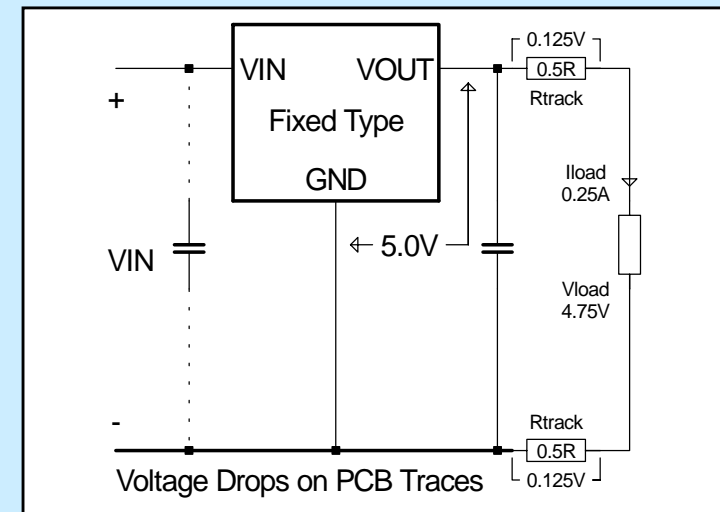 0.125V
VIN VOUT
0.5R
+
Rtrack
Fixed Type
Iload
0.25A
GND
5.0V
VIN
Vload
4.75V
-
Rtrack
0.5R
Voltage Drops on PCB Traces
0.125V